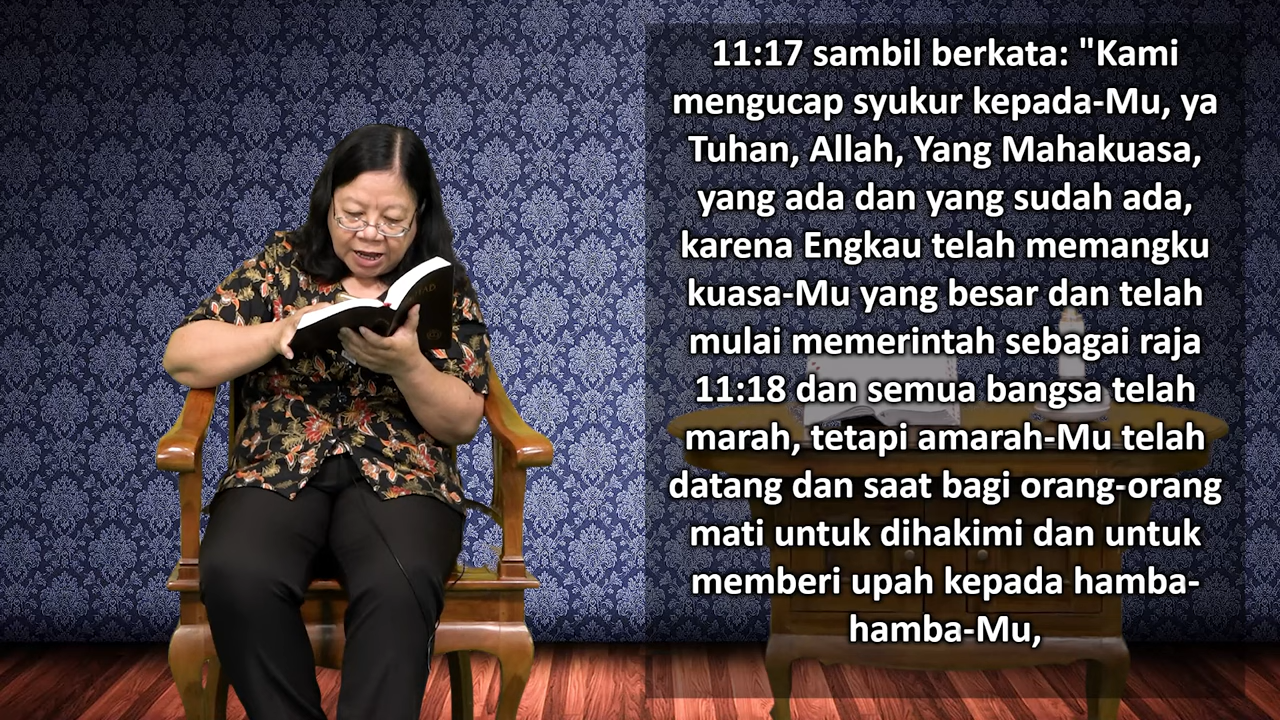 11:17 sambil berkata: "Kami
mengucap syukur kepada-Mu, ya
Tuhan, Allah, Yang Mahakuasa,
yang ada dan yang sudah ada,
karena Engkau telah memangku
kuasa-Mu yang besar dan telah
mulai memerintah sebagai raja
11:18 dan semua bangsa telah
marah, tetapi amarah-Mu telah
datang dan saat bagi orang-orang
mati untuk dihakimi dan untuk
memberi upah kepada hamba-
hamba-Mu,